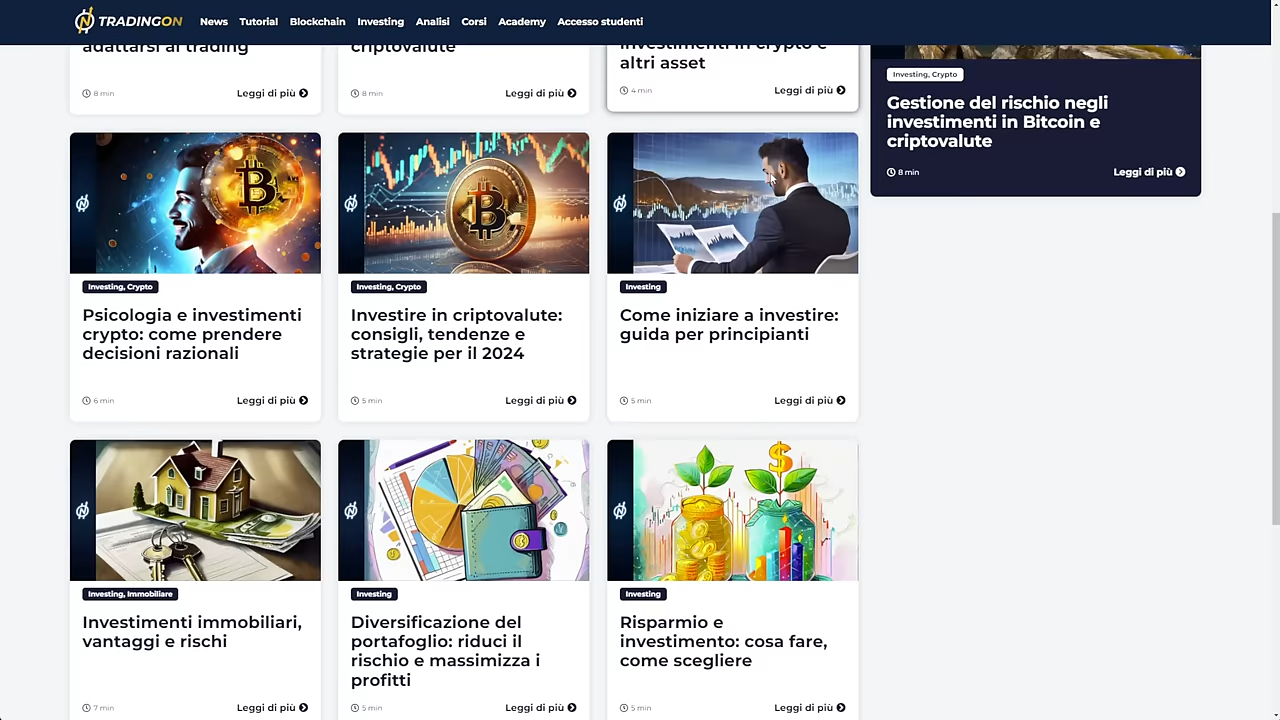 TRADINGON
News Tutorial Blockchain Investing Analisi Corsi Academy Accesso studenti
adattarsi al trading
8 min Leggi di più
criptovalute
8 min Leggi di più
investimenti in crypto e
altri asset
4 min Leggi di più
Investing, Crypto
Gestione del rischio negli
investimenti in Bitcoin e
criptovalute
8 min Leggi di più
Investing, Crypto
Psicologia e investimenti
crypto: come prendere
decisioni razionali
6 min Leggi di più
Investing, Crypto
Investire in criptovalute:
consigli, tendenze e
strategie per il 2024
5 min Leggi di più
Investing
Come iniziare a investire:
guida per principianti
5 min Leggi di più
Investing, Immobiliare
Investimenti immobiliari,
vantaggi e rischi
7 min Leggi di più
Investing
Diversificazione del
portafoglio: riduci il
rischio e massimizza i
profitti
5 min Leggi di più
Investing
Risparmio e
investimento: cosa fare,
come scegliere
5 min Leggi di più